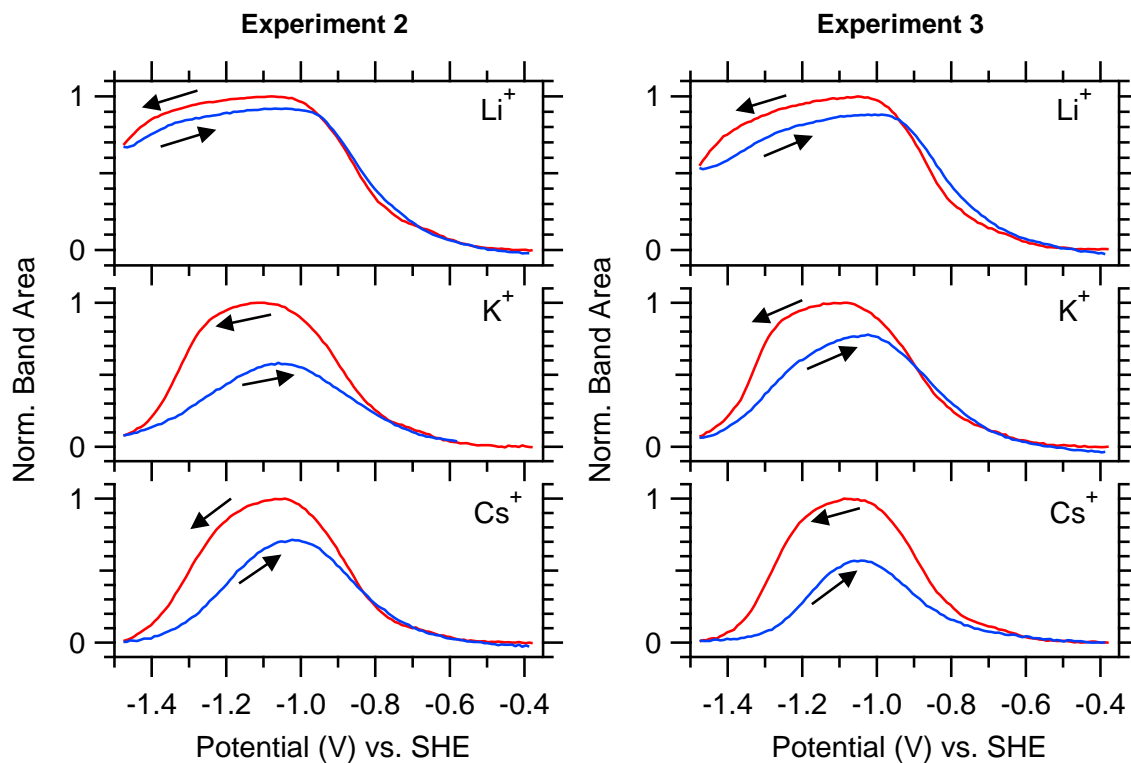 Experiment 2
Norm. Band Area
1
0
Li+
1
0
K+
1
0
Cs+
-1.4 -1.2 -1.0 -0.8 -0.6 -0.4
Potential (V) vs. SHE
Experiment 3
Norm. Band Area
1
0
Li+
1
0
K+
1
0
Cs+
-1.4 -1.2 -1.0 -0.8 -0.6 -0.4
Potential (V) vs. SHE